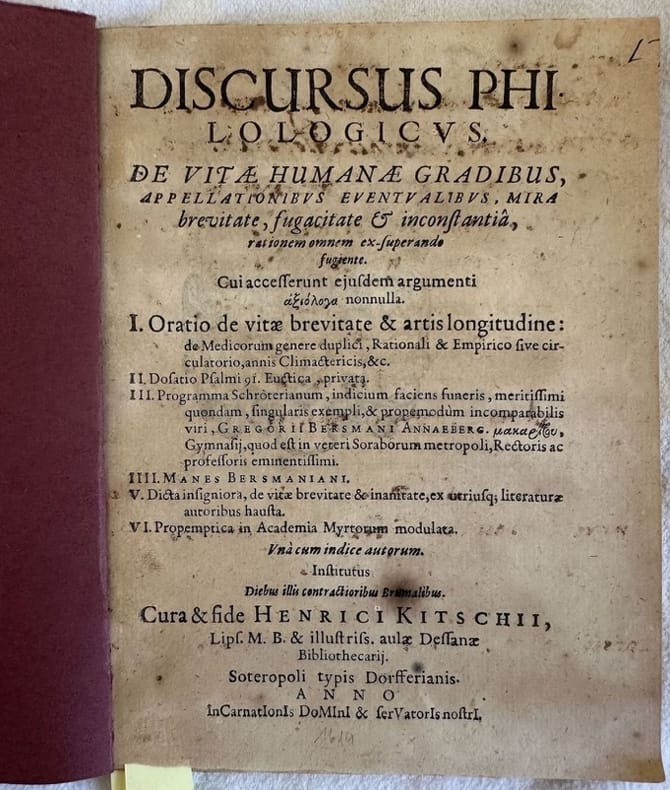 DISCURSUS PHI-
LOLOGICVS.
DE VITÆ HUMANÆ GRADIBUS,
APPELLATIONIBVS EVENTVALIBVS, MIRA
brevitate, fugacitate & inconſtantiâ,
rationem omnem ex-ſuperando
fugiente.
Cui acceſſerunt ejuſdem argumenti
ἀξιόλογα nonnulla.
I. Oratio de vitæ brevitate & artis longitudine:
de Medicorum genere duplici, Rationali & Empirico ſive cir-
culatorio, annis Climactericis, &c.
II. Doſatio Pſalmi 91. Euctica, privata.
III. Programma Schröterianum, indicium faciens funeris, meritiſſimi
quondam, ſingularis exempli, & propemodùm incomparabilis
viri, GREGORII BERSMANI ANNAEBERG. μακαρίτου,
Gymnaſij, quod eſt in veteri Soraborum metropoli, Rectoris ac
profeſſoris eminentiſſimi.
IIII. MANES BERSMANIANI.
V. Dicta inſigniora, de vitæ brevitate & inanitate, ex utriuſq; literaturæ
autoribus hauſta.
VI. Propemptica in Academia Myrtorum modulata.
Vnà cum indice autorum.
Inſtitutus
Diebus illis contractioribus Brumalibus.
Cura & fide HENRICI KITSCHII,
Lipſ. M. B. & illuſtriſſ. aulæ Deſſanæ
Bibliothecarij.
Soteropoli typis Dörfferianis.
ANNO
InCarnatIonIs DoMInI & ſerVatorIs noſtrI.